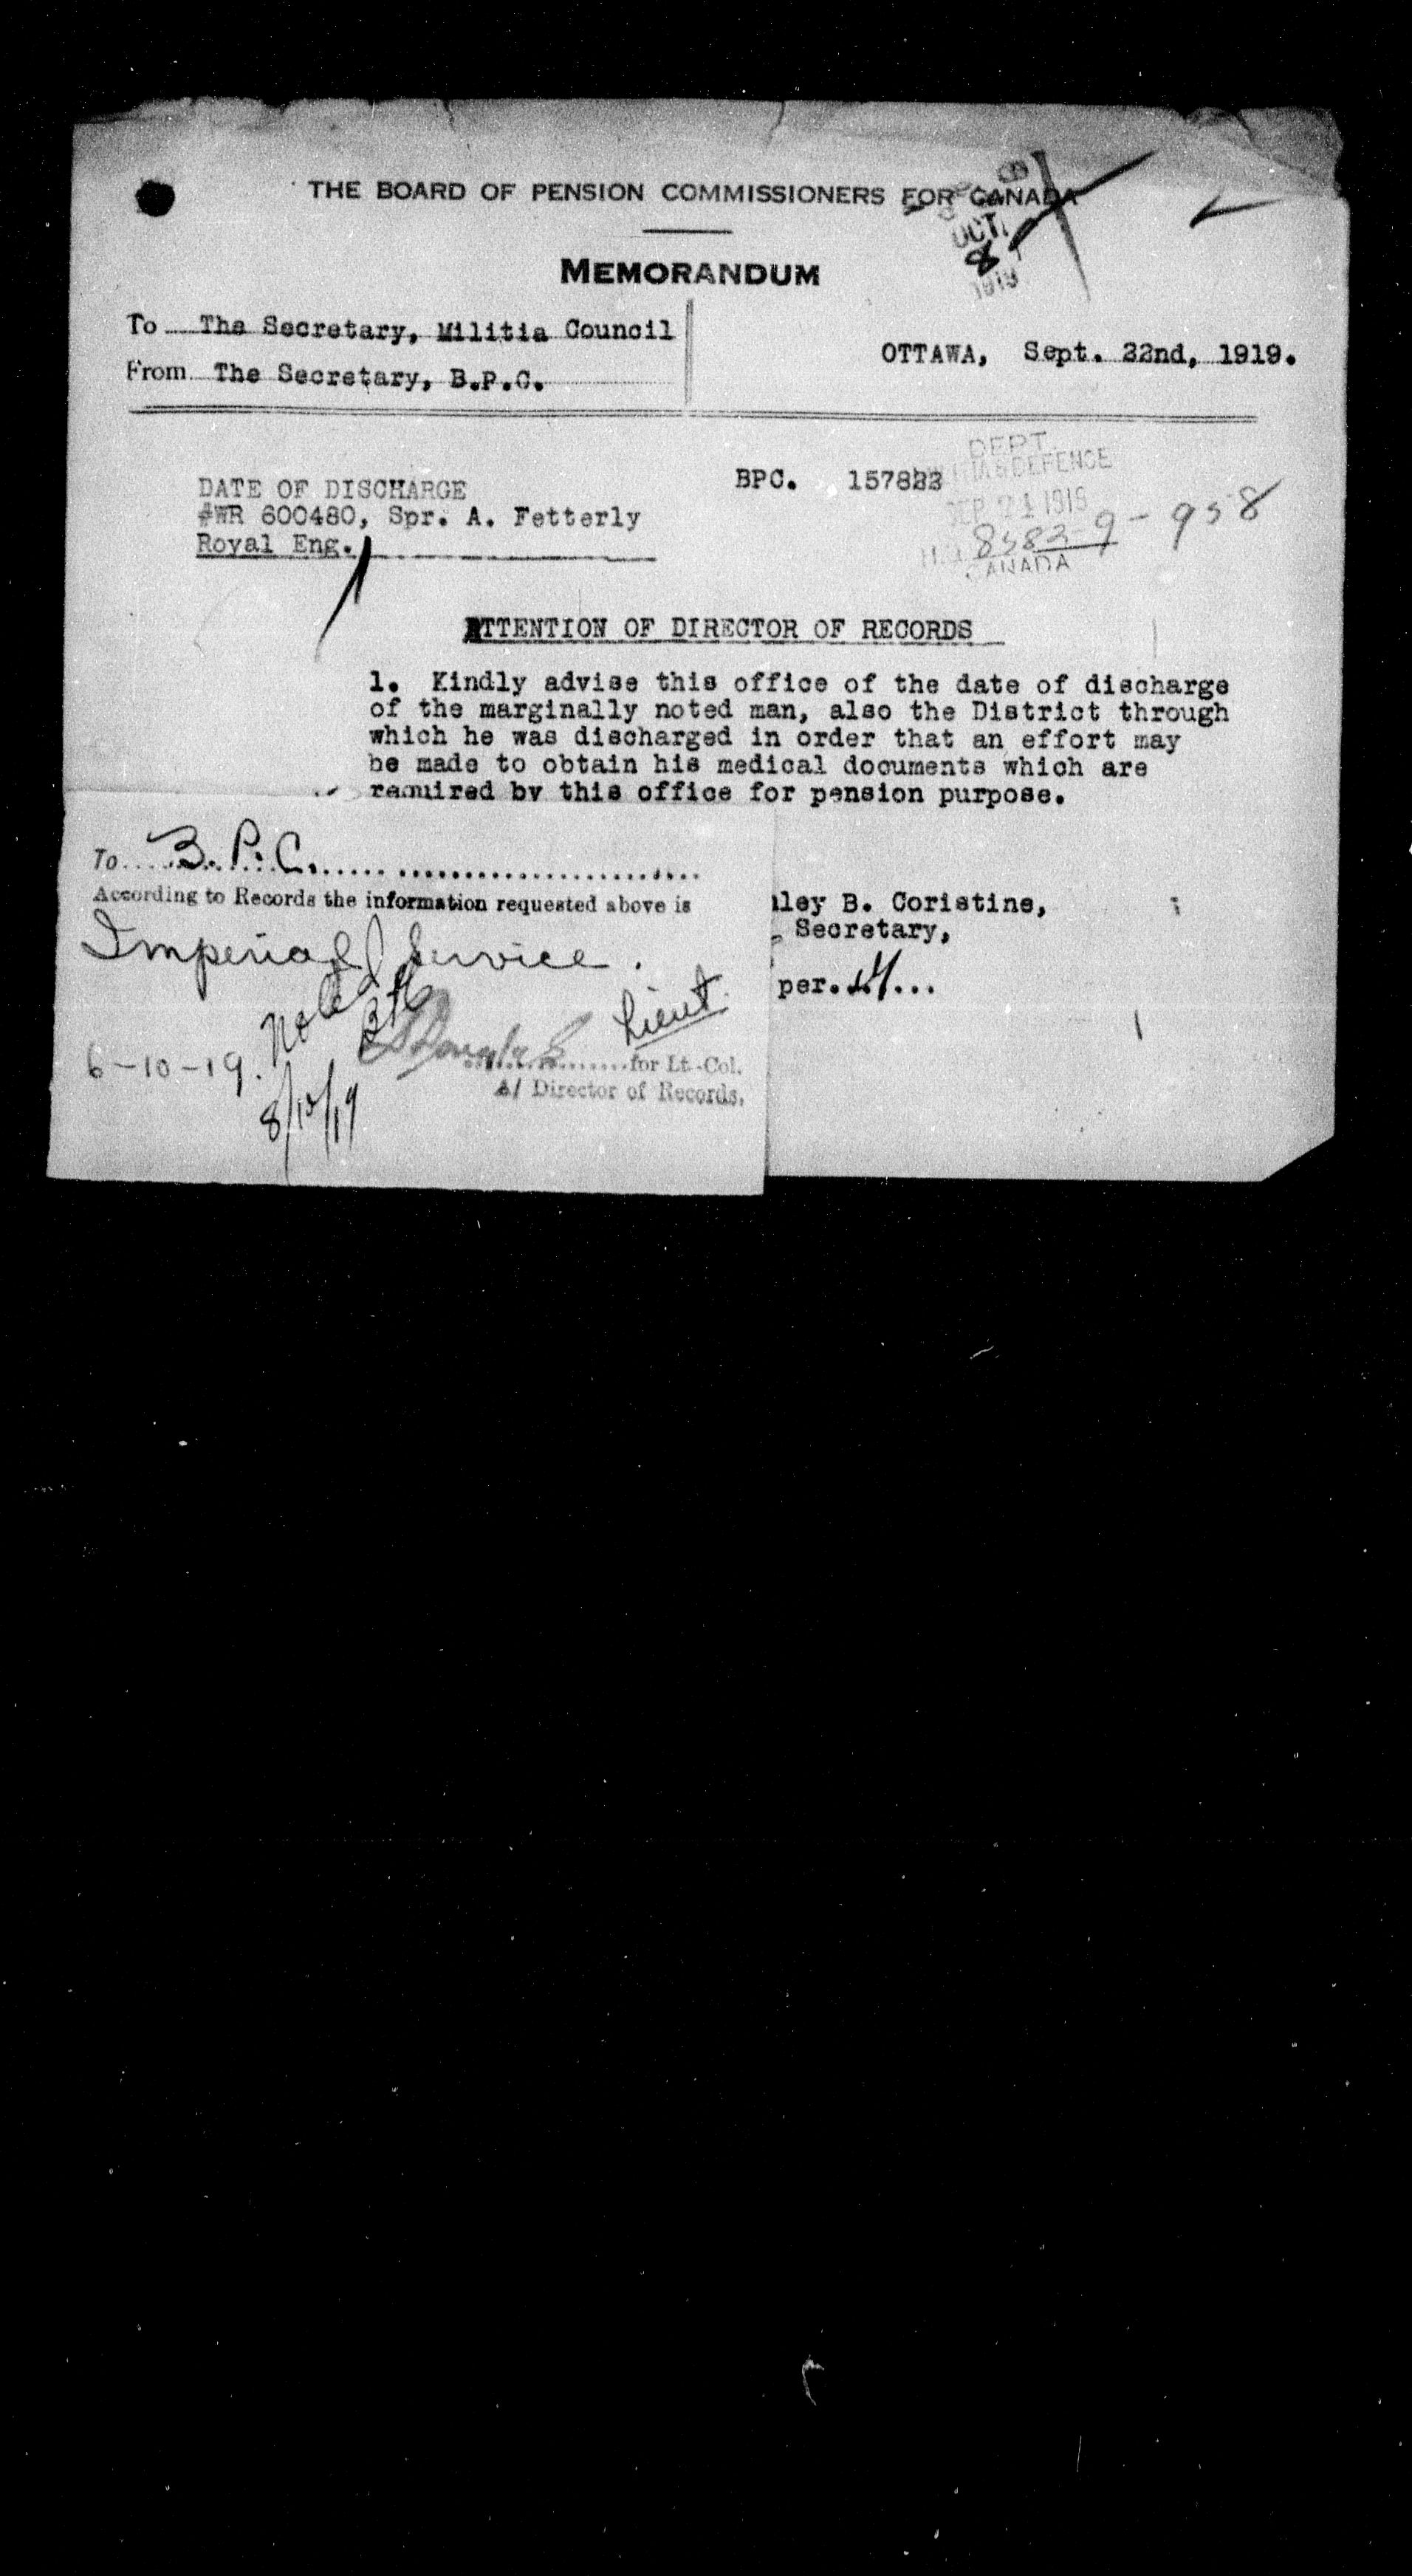 THE BOARD OF PENSION COMMISSIONERS FOR CANADA
OCT
8
1919
MEMORANDUM
To The Secretary, Militia Council
From The Secretary, B.P.C.
OTTAWA, Sept. 22nd, 1919.
DATE OF DISCHARGE
#WR 600480, Spr. A. Fetterly
Royal Eng.
BPC. 157823
DEPT.
DEFENCE
SEP 24 1919
H.Q. 8383-9-958
CANADA
ATTENTION OF DIRECTOR OF RECORDS
1. Kindly advise this office of the date of discharge
of the marginally noted man, also the District through
which he was discharged in order that an effort may
be made to obtain his medical documents which are
required by this office for pension purpose.
ley B. Coristine,
Secretary,
per.
To B.P.C.
According to Records the information requested above is
Imperial Service.
Noted
Lieut.
for Lt.-Col.
A/ Director of Records.
6-10-19.
8/10/19